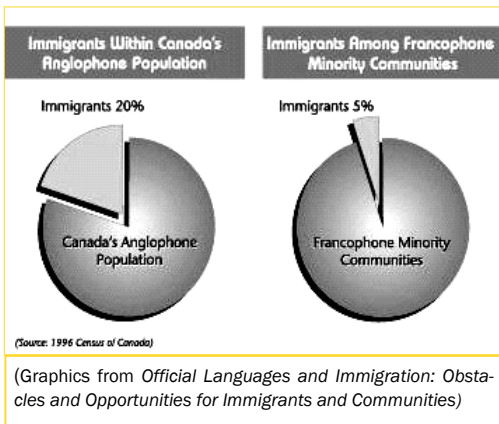 Immigrants Within Canada's
Anglophone Population
Immigrants 20%
Canada's Anglophone
Population
Immigrants Among Francophone
Minority Communities
Immigrants 5%
Francophone Minority
Communities
(Source: 1996 Census of Canada)
(Graphics from Official Languages and Immigration: Obsta-
cles and Opportunities for Immigrants and Communities)